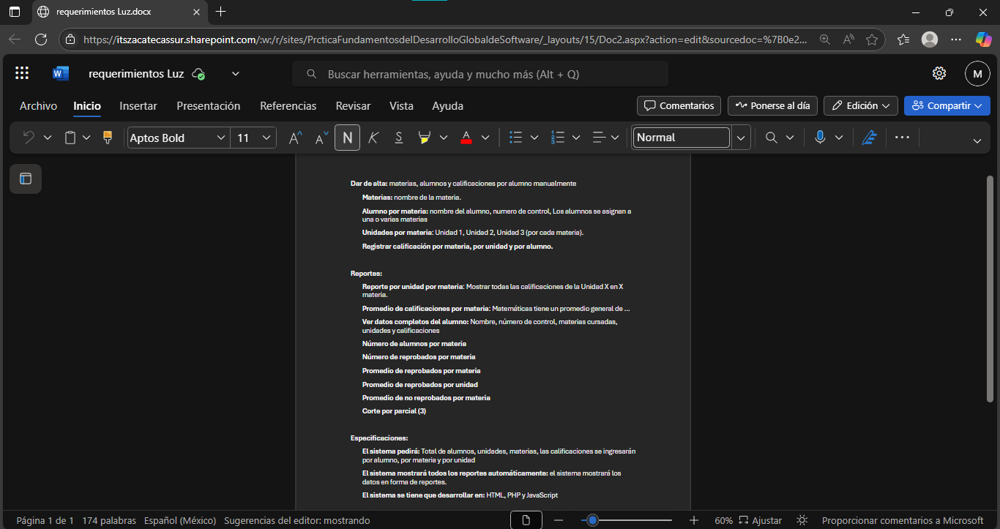 requerimientos Luz.docx
https://itszacatecassur.sharepoint.com/:w:/r/sites/PrcticaFundamentosdelDesarrolloGlobaldeSoftware/_layouts/15/Doc2.aspx?action=edit&sourcedoc=%7B0e2...
requerimientos Luz
Buscar herramientas, ayuda y mucho más (Alt + Q)
M
Archivo Inicio Insertar Presentación Referencias Revisar Vista Ayuda
Comentarios Ponerse al día Edición Compartir
Aptos Bold 11 N K S Normal
Dar de alta: materias, alumnos y calificaciones por alumno manualmente
Materias: nombre de la materia.
Alumno por materia: nombre del alumno, numero de control, Los alumnos se asignan a
una o varias materias
Unidades por materia: Unidad 1, Unidad 2, Unidad 3 (por cada materia).
Registrar calificación por materia, por unidad y por alumno.
Reportes:
Reporte por unidad por materia: Mostrar todas las calificaciones de la Unidad X en X
materia.
Promedio de calificaciones por materia: Matemáticas tiene un promedio general de ...
Ver datos completos del alumno: Nombre, número de control, materias cursadas,
unidades y calificaciones
Número de alumnos por materia
Número de reprobados por materia
Promedio de reprobados por materia
Promedio de reprobados por unidad
Promedio de no reprobados por materia
Corte por parcial (3)
Especificaciones:
El sistema pedirá: Total de alumnos, unidades, materias, las calificaciones se ingresarán
por alumno, por materia y por unidad
El sistema mostrará todos los reportes automáticamente: el sistema mostrará los
datos en forma de reportes.
El sistema se tiene que desarrollar en: HTML, PHP y JavaScript
Página 1 de 1 174 palabras Español (México) Sugerencias del editor: mostrando
60% Ajustar Proporcionar comentarios a Microsoft